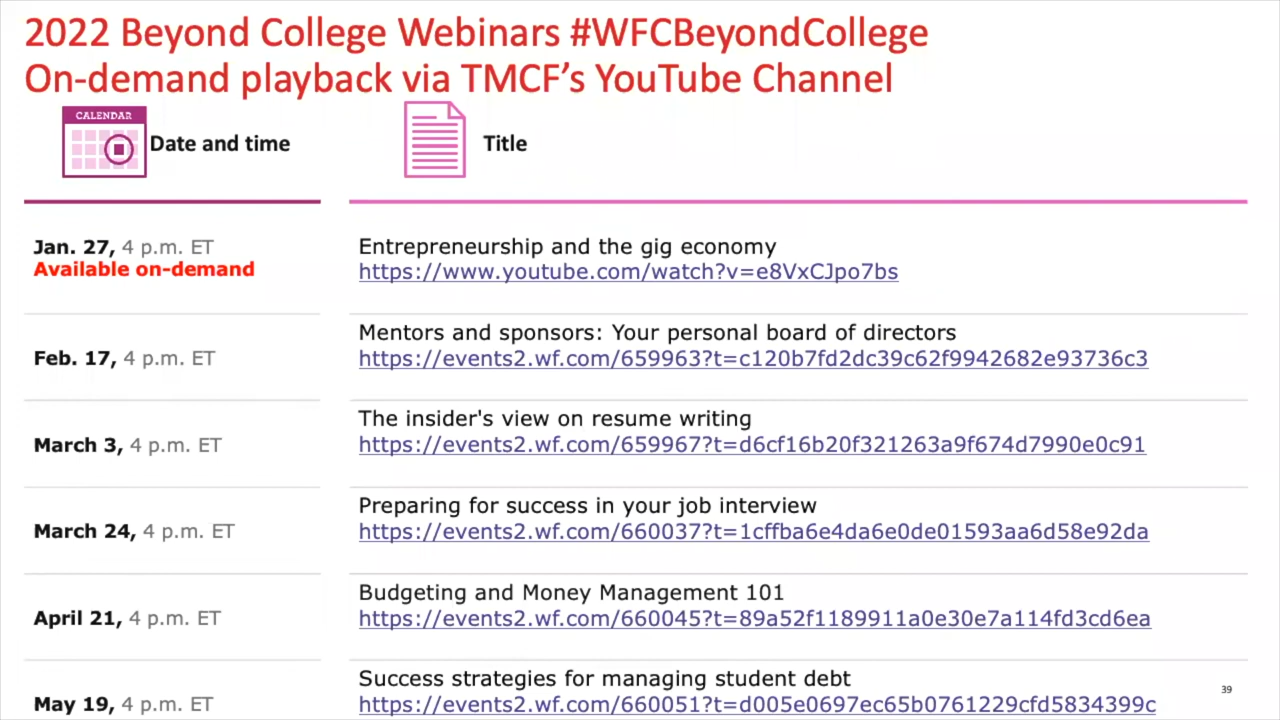 2022 Beyond College Webinars #WFCBeyondCollege
On-demand playback via TMCF's YouTube Channel
CALENDAR
Date and time
Title
Jan. 27, 4 p.m. ET
Available on-demand
Entrepreneurship and the gig economy
https://www.youtube.com/watch?v=e8VxCJpo7bs
Feb. 17, 4 p.m. ET
Mentors and sponsors: Your personal board of directors
https://events2.wf.com/659963?t=c120b7fd2dc39c62f9942682e93736c3
March 3, 4 p.m. ET
The insider's view on resume writing
https://events2.wf.com/659967?t=d6cf16b20f321263a9f674d7990e0c91
March 24, 4 p.m. ET
Preparing for success in your job interview
https://events2.wf.com/660037?t=1cffba6e4da6e0de01593aa6d58e92da
April 21, 4 p.m. ET
Budgeting and Money Management 101
https://events2.wf.com/660045?t=89a52f1189911a0e30e7a114fd3cd6ea
May 19, 4 p.m. ET
Success strategies for managing student debt
https://events2.wf.com/660051?t=d005e0697ec65b0761229cfd5834399c
39